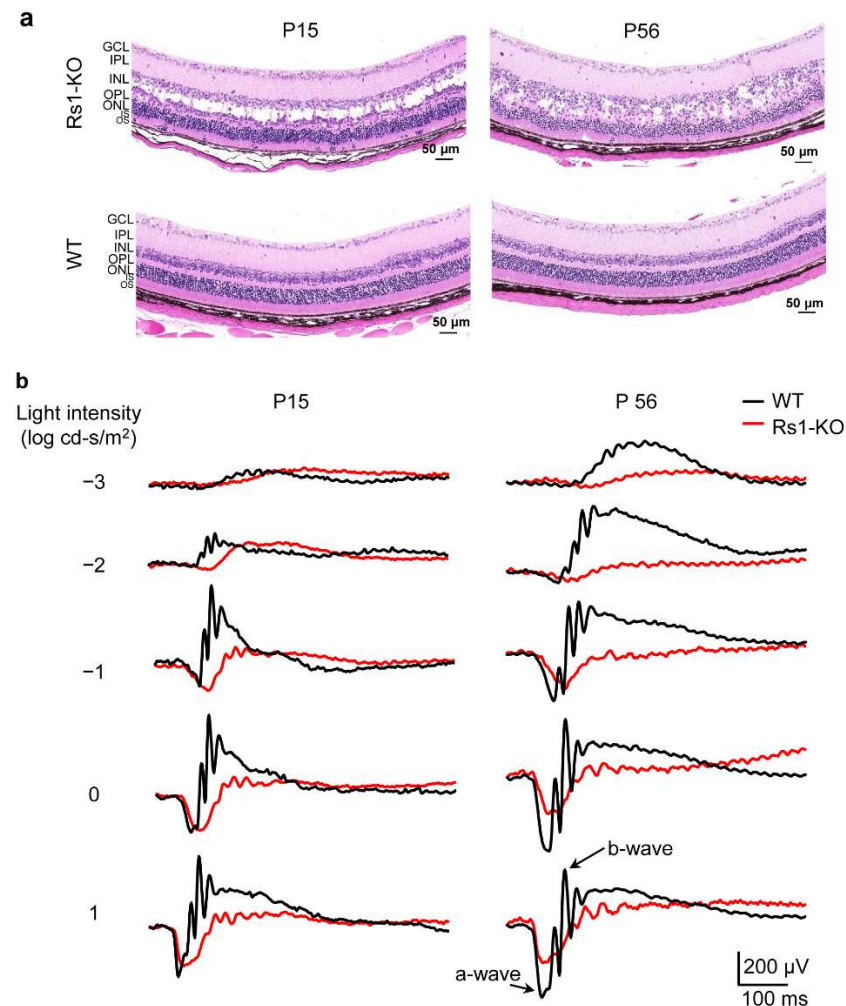 a
P15
P56
Rs1-KO
GCL
IPL
INL
OPL
ONL
IS
OS
50 µm
50 µm
WT
GCL
IPL
INL
OPL
ONL
IS
OS
50 µm
50 µm
b
Light intensity
(log cd-s/m²)
P15
P 56
WT
Rs1-KO
−3
−2
−1
0
1
b-wave
a-wave
200 µV
100 ms